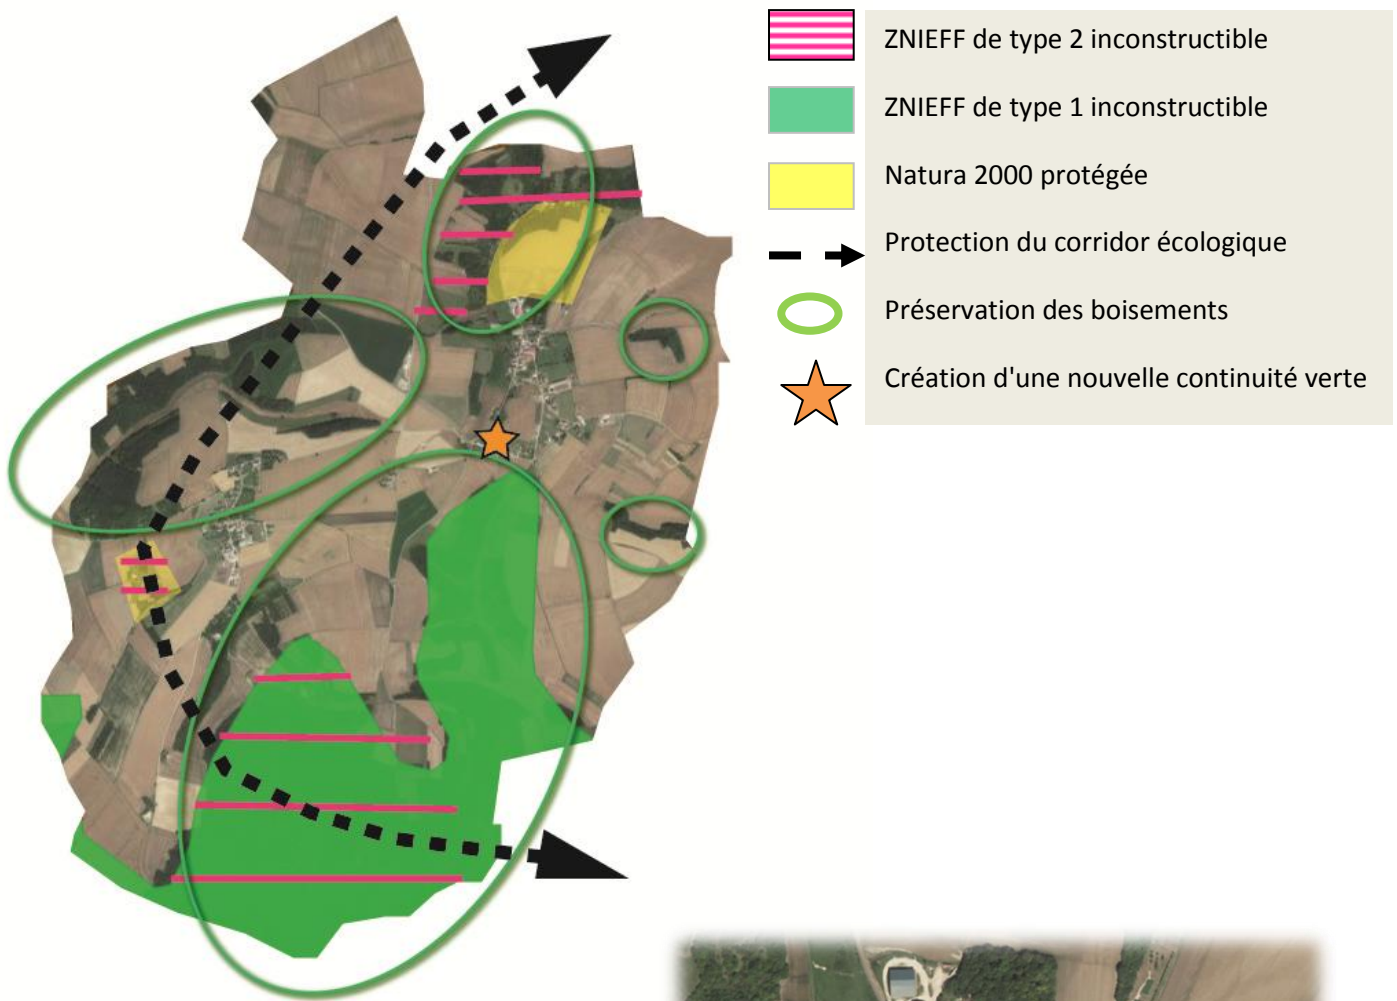 ZNIEFF de type 2 inconstructible
ZNIEFF de type 1 inconstructible
Natura 2000 protégée
Protection du corridor écologique
Préservation des boisements
Création d'une nouvelle continuité verte